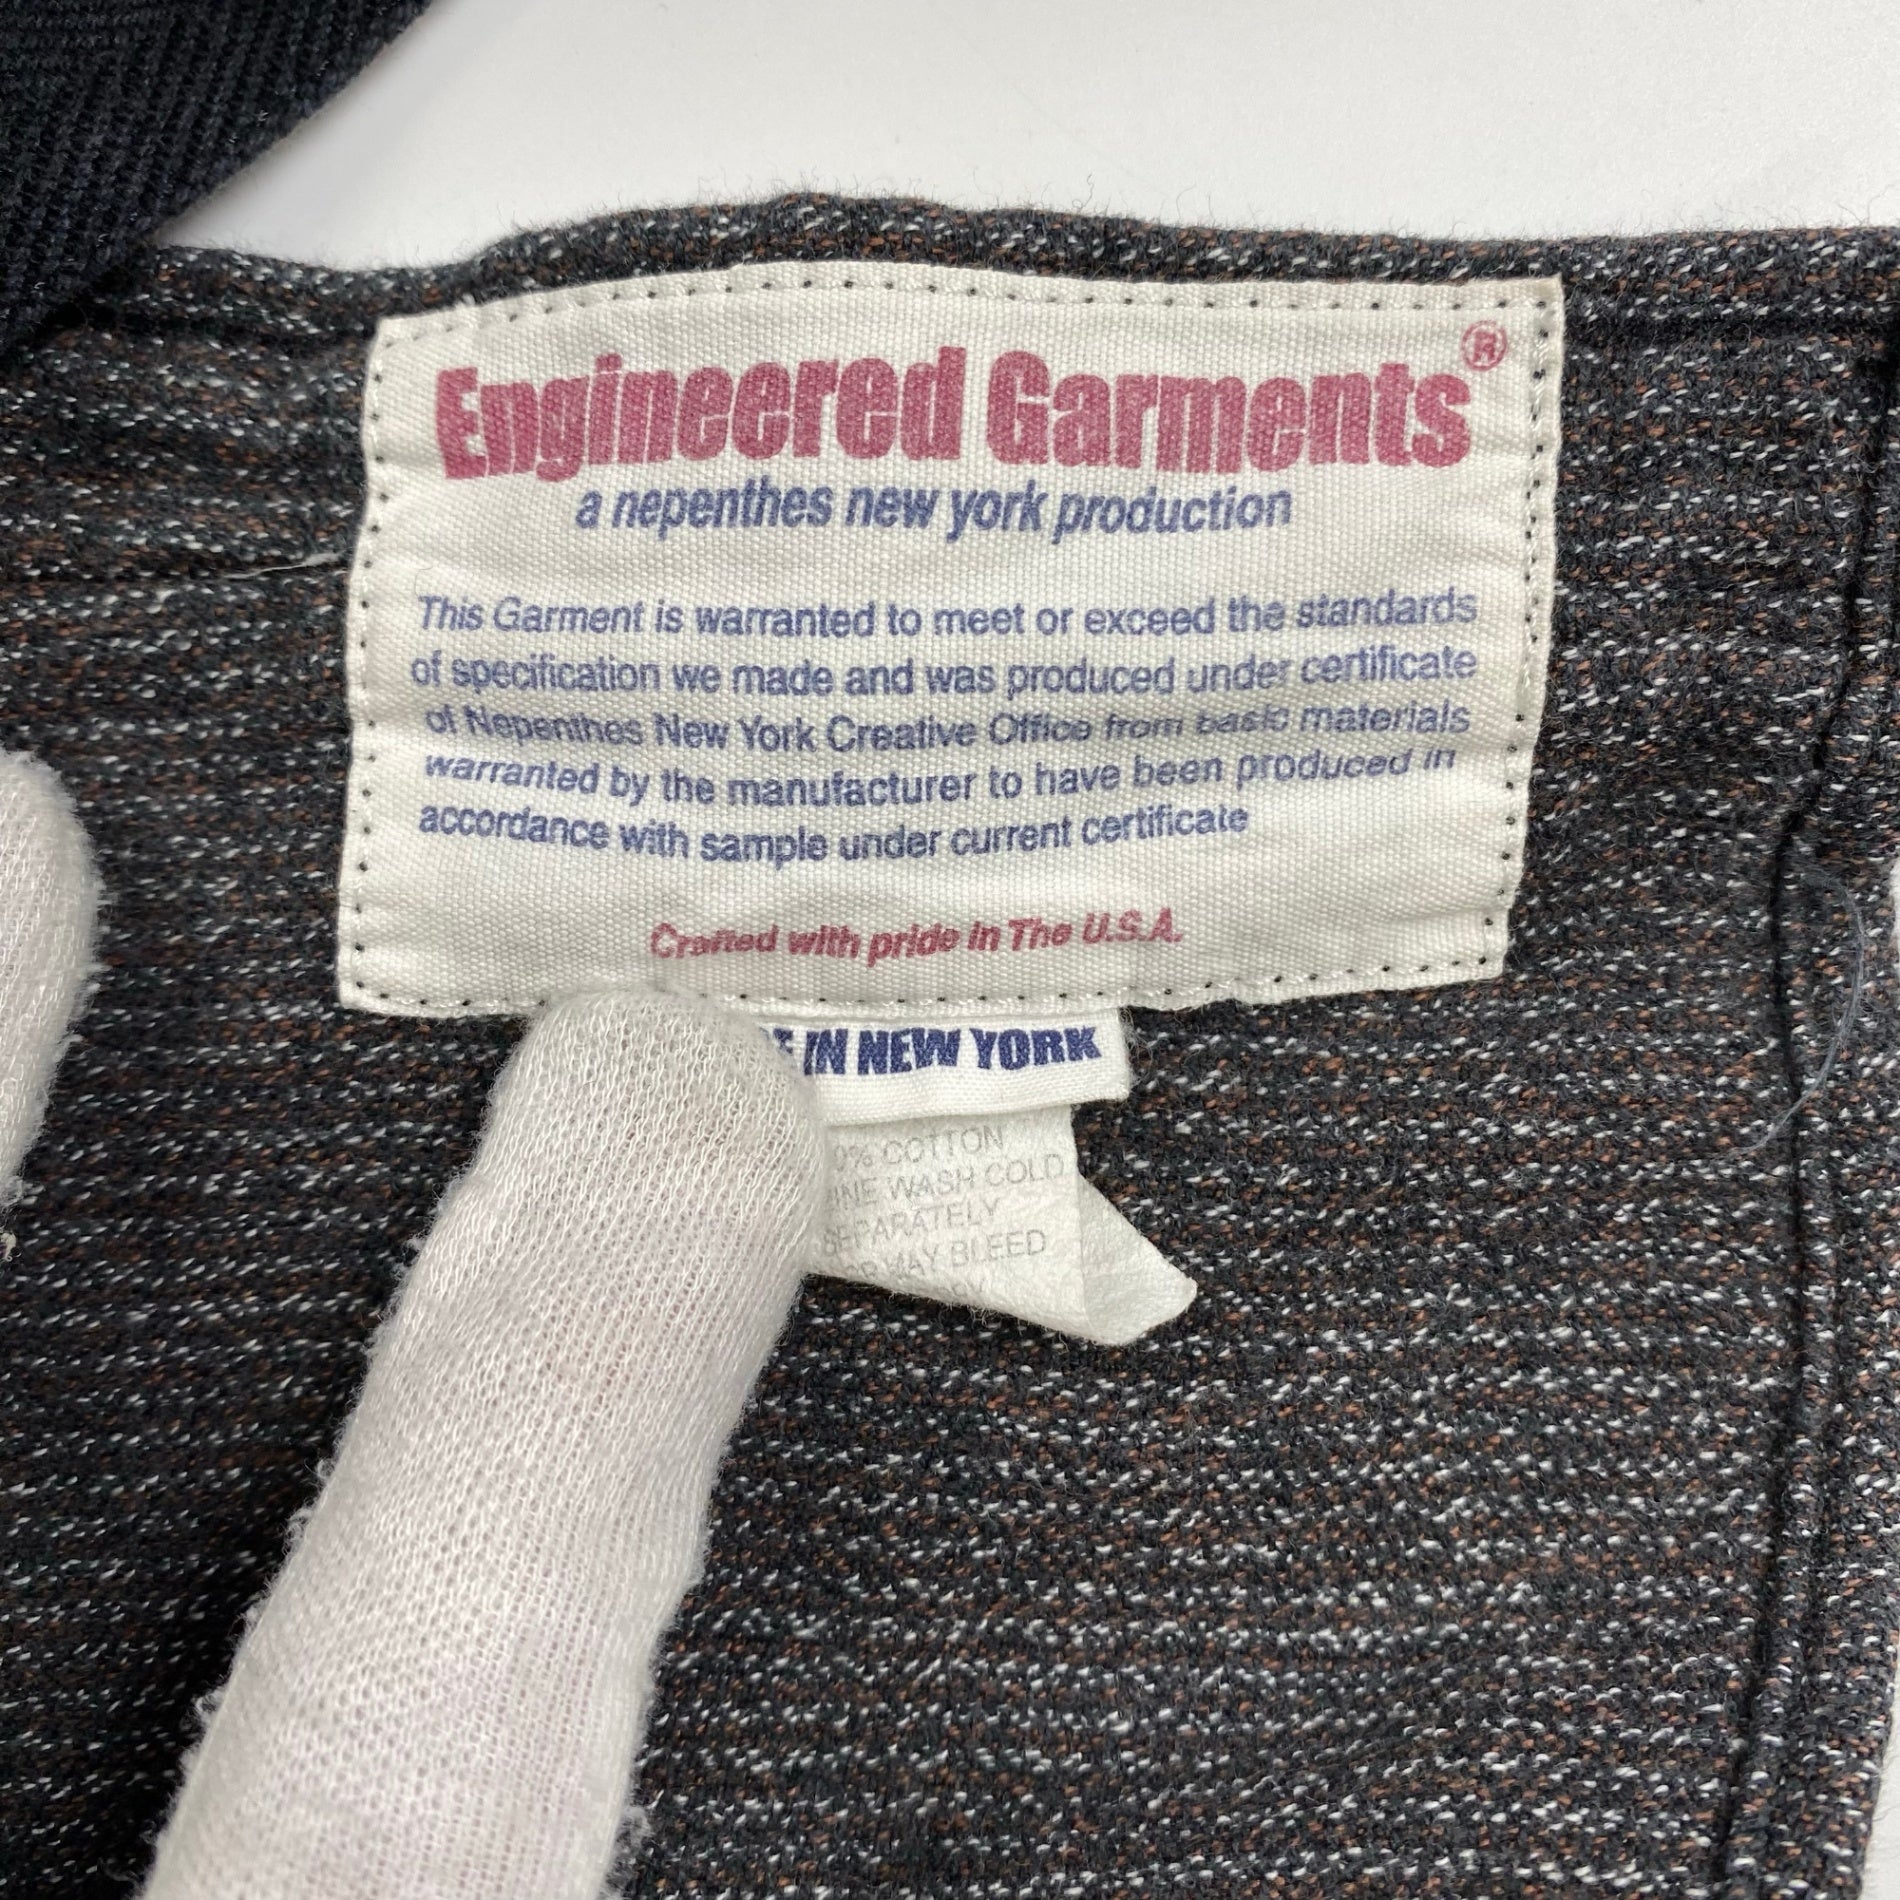 Engineered Garments®
a nepenthes new york production
This Garment is warranted to meet or exceed the standards
of specification we made and was produced under certificate
of Nepenthes New York Creative Office from basic materials
warranted by the manufacturer to have been produced in
accordance with sample under current certificate
Crafted with pride in The U.S.A.
IN NEW YORK
COTTON
WASH COLD
SEPARATELY
MAY BLEED